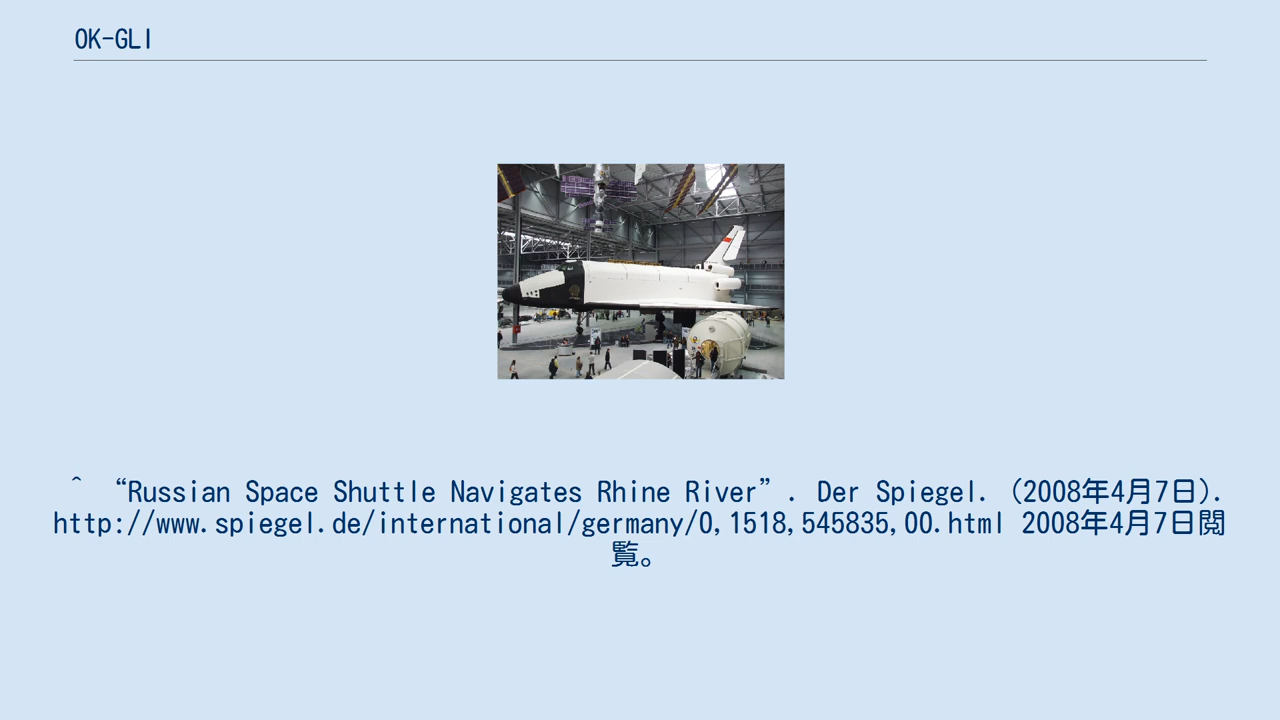 OK-GLI
^ “Russian Space Shuttle Navigates Rhine River”. Der Spiegel. (2008年4月7日).
http://www.spiegel.de/international/germany/0,1518,545835,00.html 2008年4月7日閲
覧。